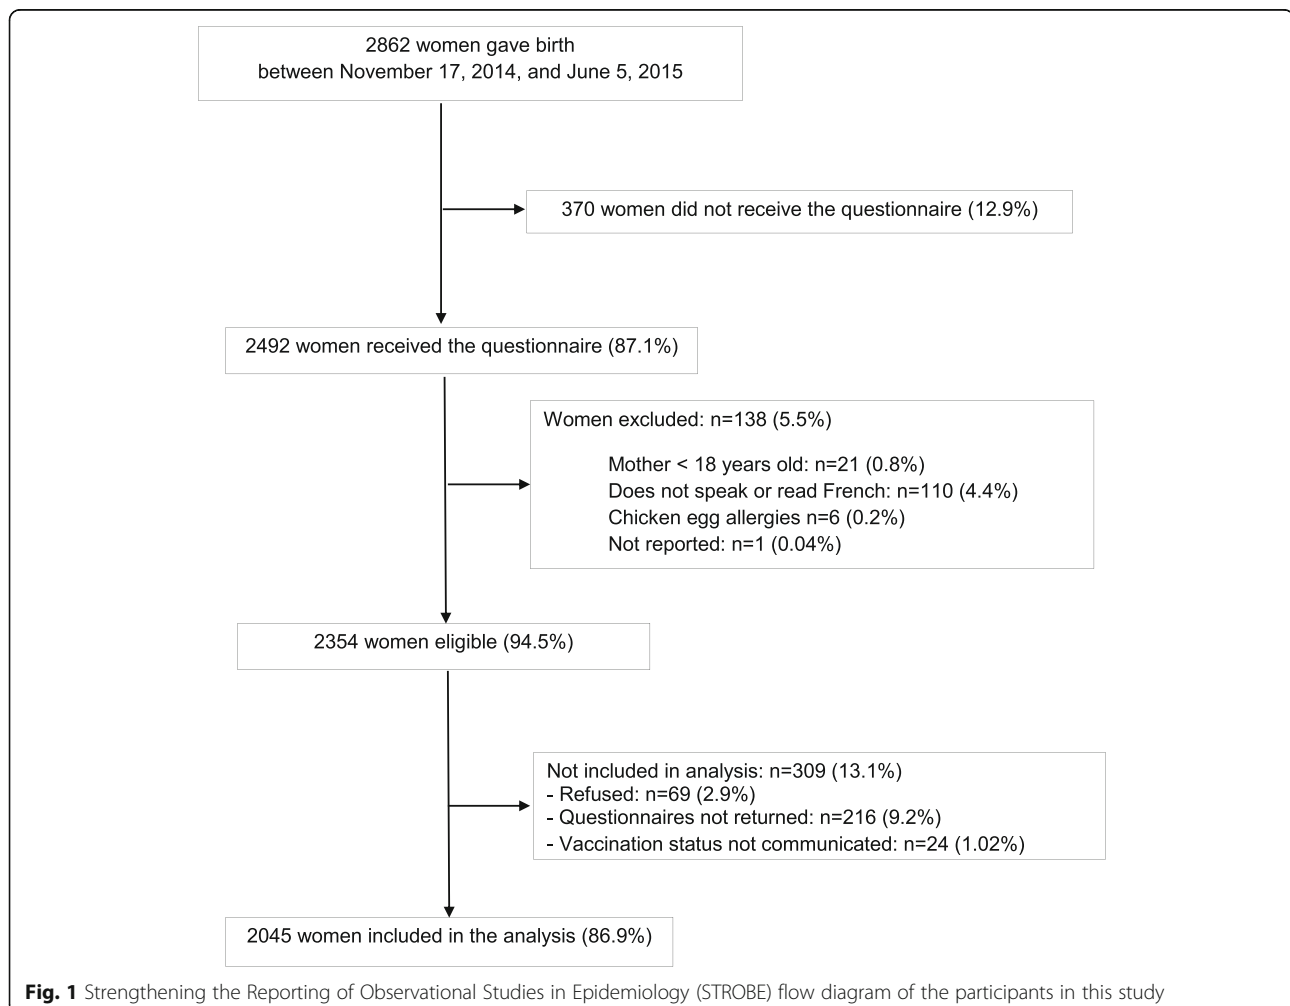 2862 women gave birth
between November 17, 2014, and June 5, 2015
370 women did not receive the questionnaire (12.9%)
2492 women received the questionnaire (87.1%)
Women excluded: n=138 (5.5%)
Mother < 18 years old: n=21 (0.8%)
Does not speak or read French: n=110 (4.4%)
Chicken egg allergies n=6 (0.2%)
Not reported: n=1 (0.04%)
2354 women eligible (94.5%)
Not included in analysis: n=309 (13.1%)
- Refused: n=69 (2.9%)
- Questionnaires not returned: n=216 (9.2%)
- Vaccination status not communicated: n=24 (1.02%)
2045 women included in the analysis (86.9%)
Fig. 1 Strengthening the Reporting of Observational Studies in Epidemiology (STROBE) flow diagram of the participants in this study